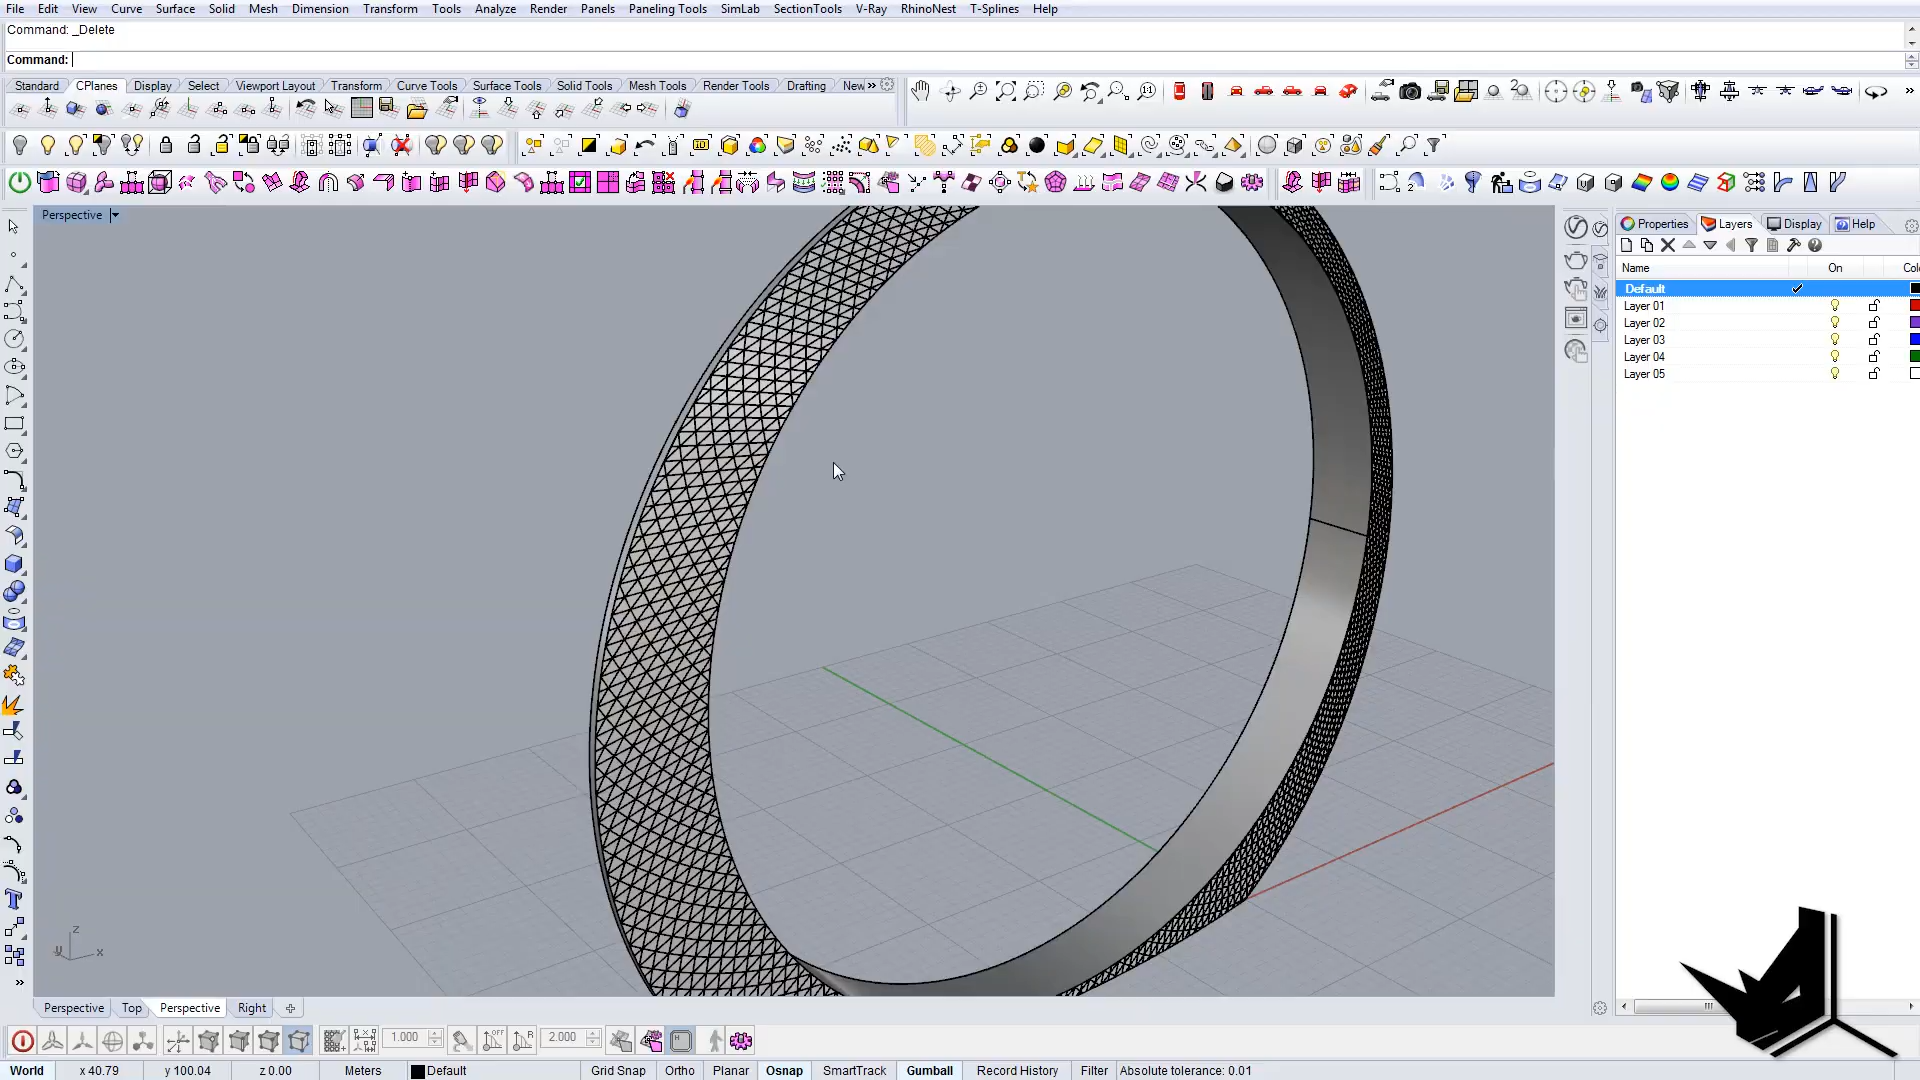 File Edit View Curve Surface Solid Mesh Dimension Transform Tools Analyze Render Panels Paneling Tools SimLab SectionTools V-Ray RhinoNest T-Splines Help
Command: _Delete
Command:
Standard CPlanes Display Select Viewport Layout Transform Curve Tools Surface Tools Solid Tools Mesh Tools Render Tools Drafting New
Perspective
Properties Layers Display Help
Name On Colo
Default
Layer 01
Layer 02
Layer 03
Layer 04
Layer 05
z
y x
Perspective Top Perspective Right
1.000 2.000
World x 40.79 y 100.04 z 0.00 Meters Default Grid Snap Ortho Planar Osnap SmartTrack Gumball Record History Filter Absolute tolerance: 0.01